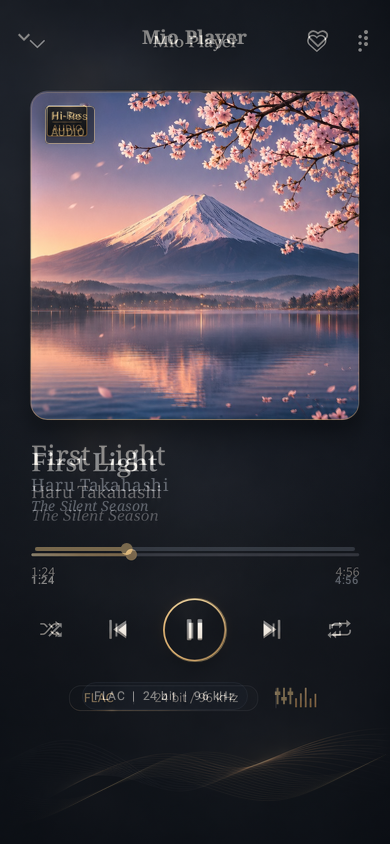 Mio Player
Hi-Res
AUDIO
First Light
Haru Takahashi
The Silent Season
1:24 4:56
FLAC | 24 bit | 96 kHz